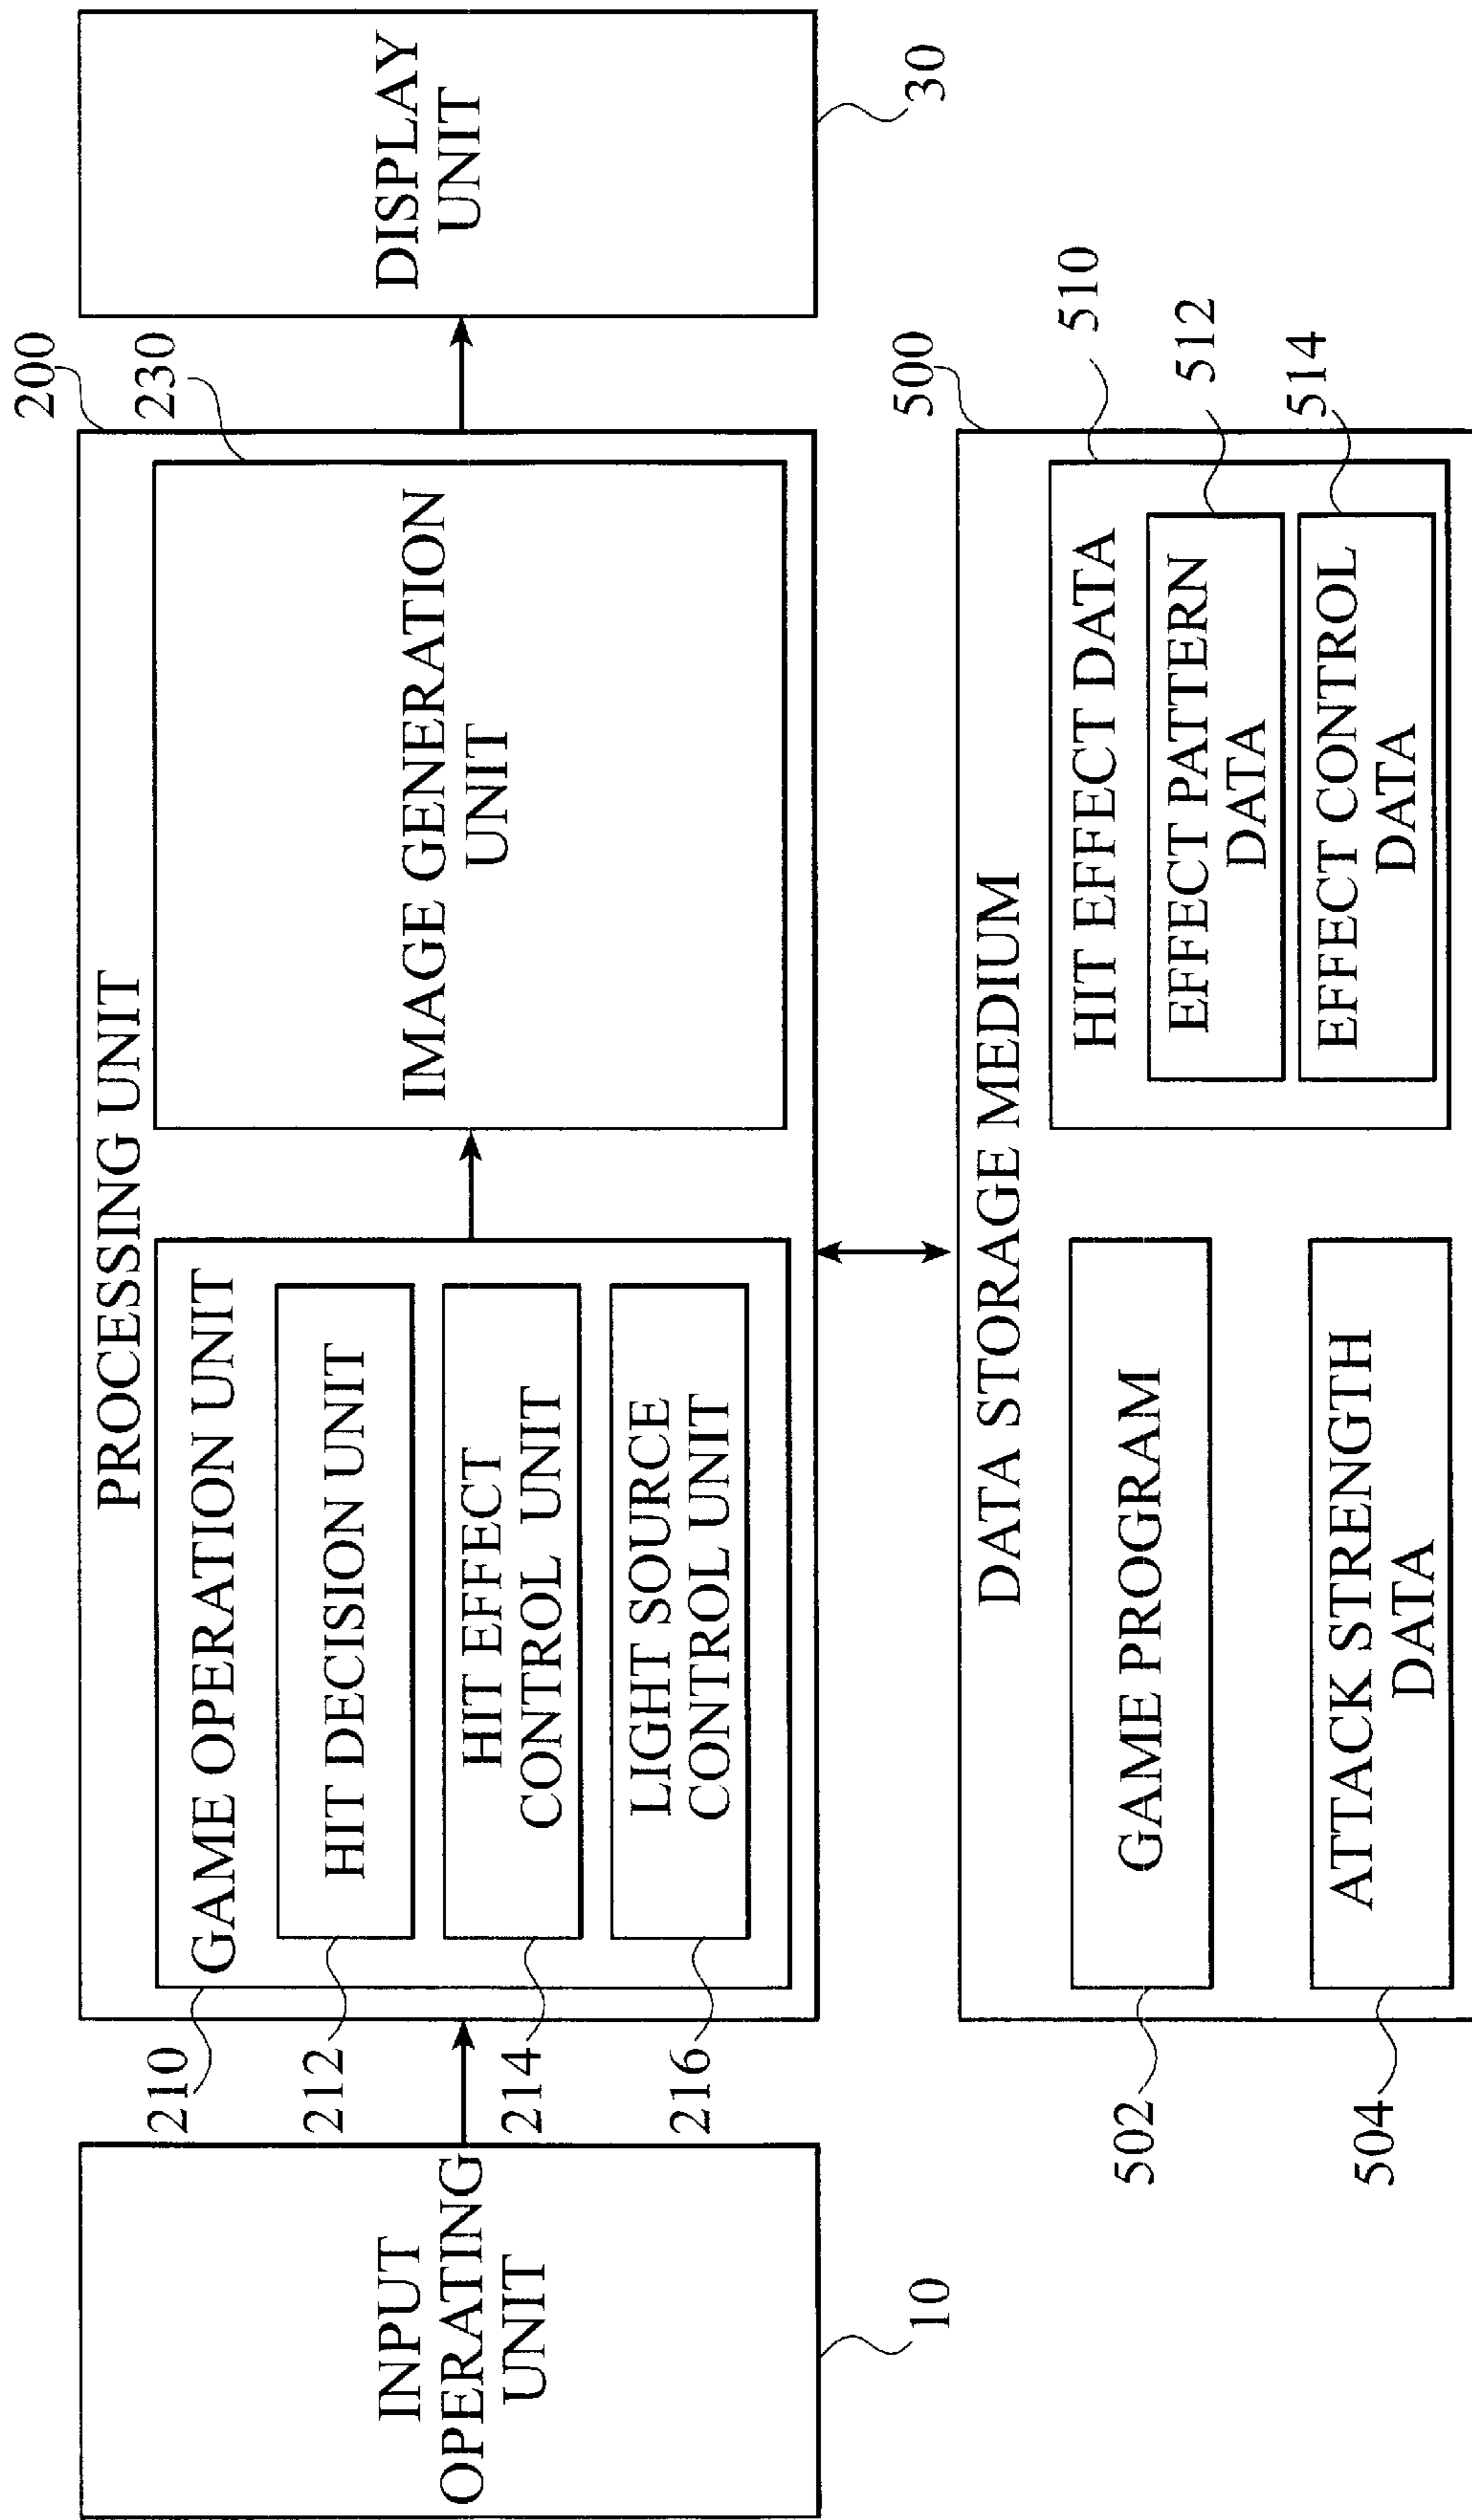 PROCESSING UNIT
200
210
GAME OPERATION UNIT
212
HIT DECISION UNIT
214
HIT EFFECT
CONTROL UNIT
216
LIGHT SOURCE
CONTROL UNIT
230
IMAGE GENERATION
UNIT
INPUT
OPERATING
UNIT
10
DISPLAY
UNIT
30
DATA STORAGE MEDIUM
500
502
GAME PROGRAM
504
ATTACK STRENGTH
DATA
510
HIT EFFECT DATA
512
EFFECT PATTERN
DATA
514
EFFECT CONTROL
DATA